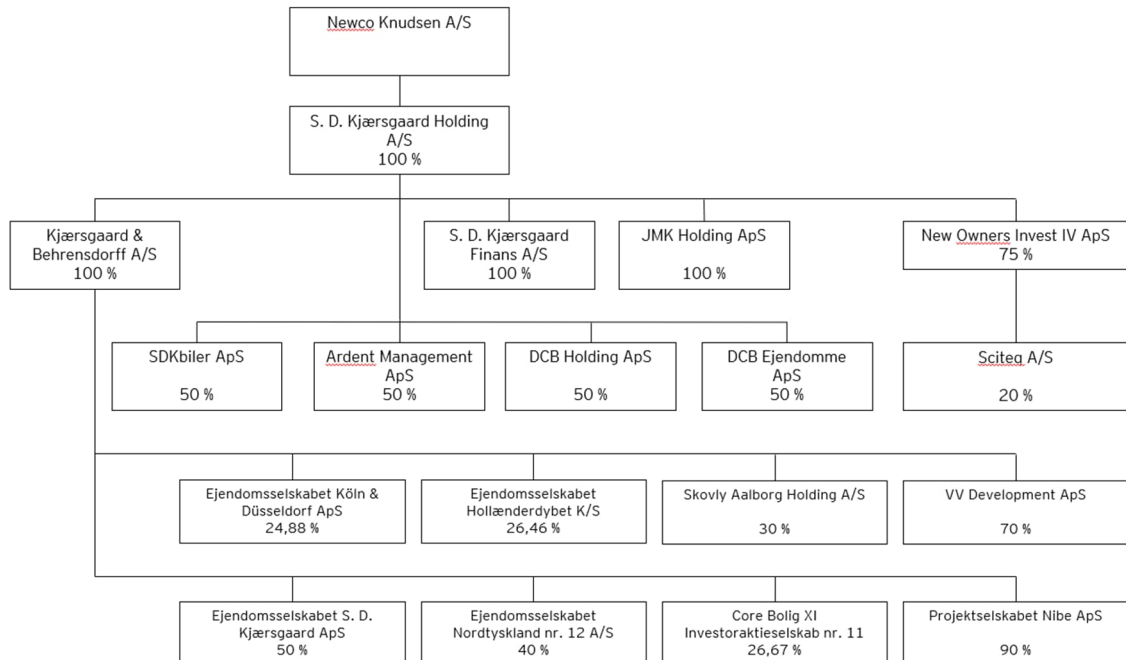 Newco Knudsen A/S
S. D. Kjærsgaard Holding
A/S
100 %
Kjærsgaard &
Behrensdorff A/S
100 %
S. D. Kjærsgaard
Finans A/S
100 %
JMK Holding ApS
100 %
New Owners Invest IV ApS
75 %
SDKbiler ApS
50 %
Ardent Management
ApS
50 %
DCB Holding ApS
50 %
DCB Ejendomme
ApS
50 %
Sciteq A/S
20 %
Ejendomsselskabet Köln &
Düsseldorf ApS
24,88 %
Ejendomsselskabet
Hollænderdybet K/S
26,46 %
Skovly Aalborg Holding A/S
30 %
VV Development ApS
70 %
Ejendomsselskabet S. D.
Kjærsgaard ApS
50 %
Ejendomsselskabet
Nordtyskland nr. 12 A/S
40 %
Core Bolig XI
Investoraktieselskab nr. 11
26,67 %
Projektselskabet Nibe ApS
90 %